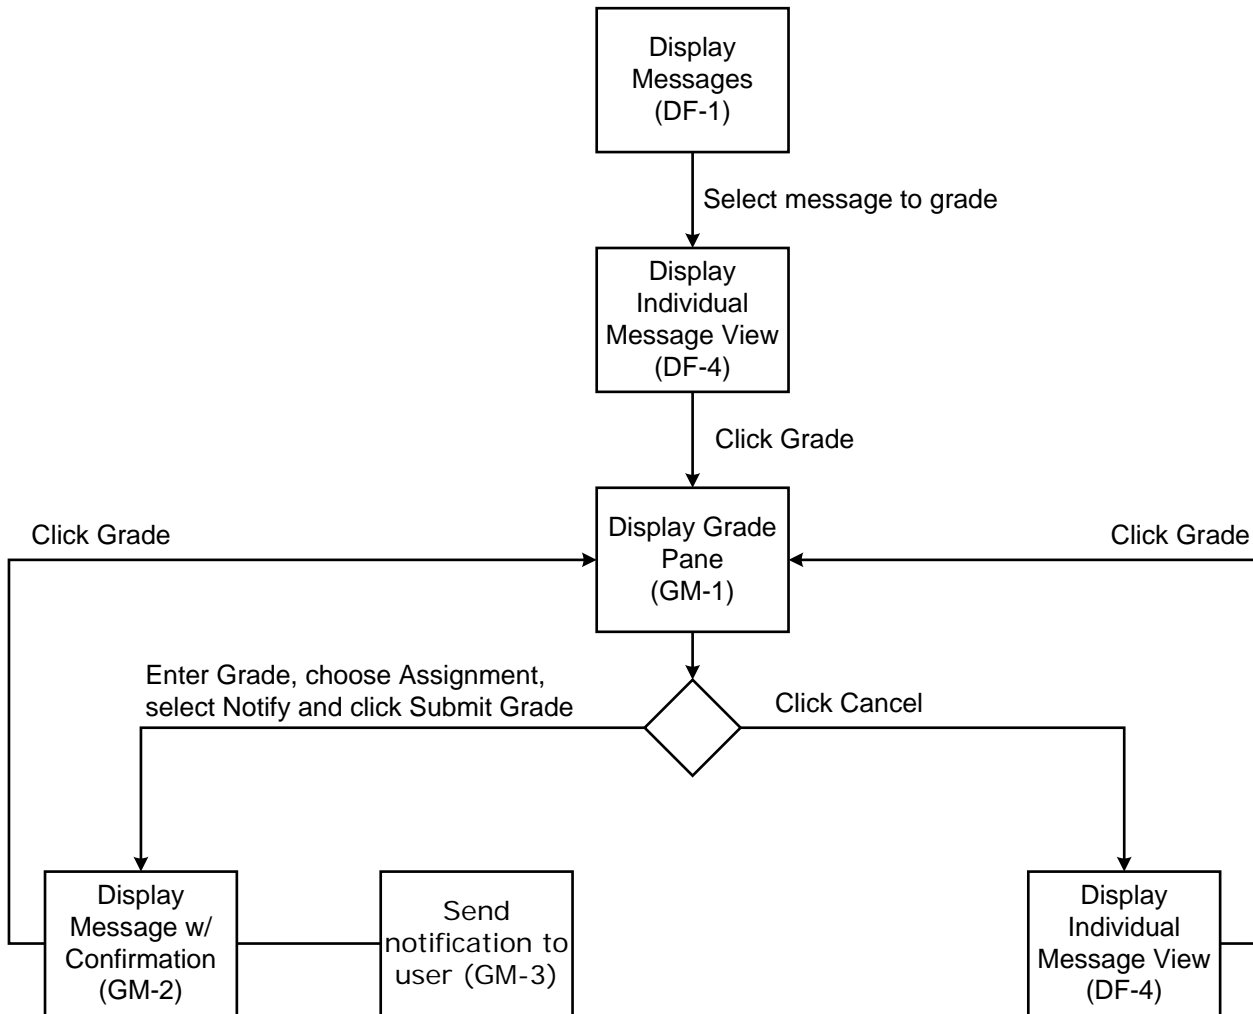 Display
Messages
(DF-1)
Select message to grade
Display
Individual
Message View
(DF-4)
Click Grade
Click Grade
Display Grade
Pane
(GM-1)
Click Grade
Enter Grade, choose Assignment,
select Notify and click Submit Grade
Click Cancel
Display
Message w/
Confirmation
(GM-2)
Send
notification to
user (GM-3)
Display
Individual
Message View
(DF-4)